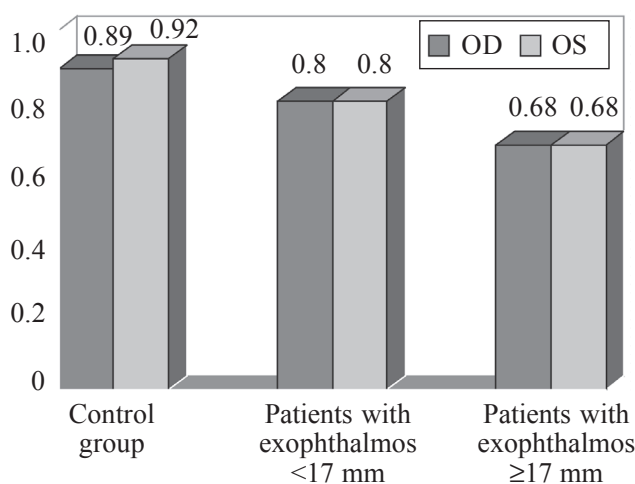 1.0
0.8
0.6
0.4
0.2
0
0.89 0.92
0.8 0.8
0.68 0.68
OD OS
Control
group
Patients with
exophthalmos
<17 mm
Patients with
exophthalmos
≥17 mm